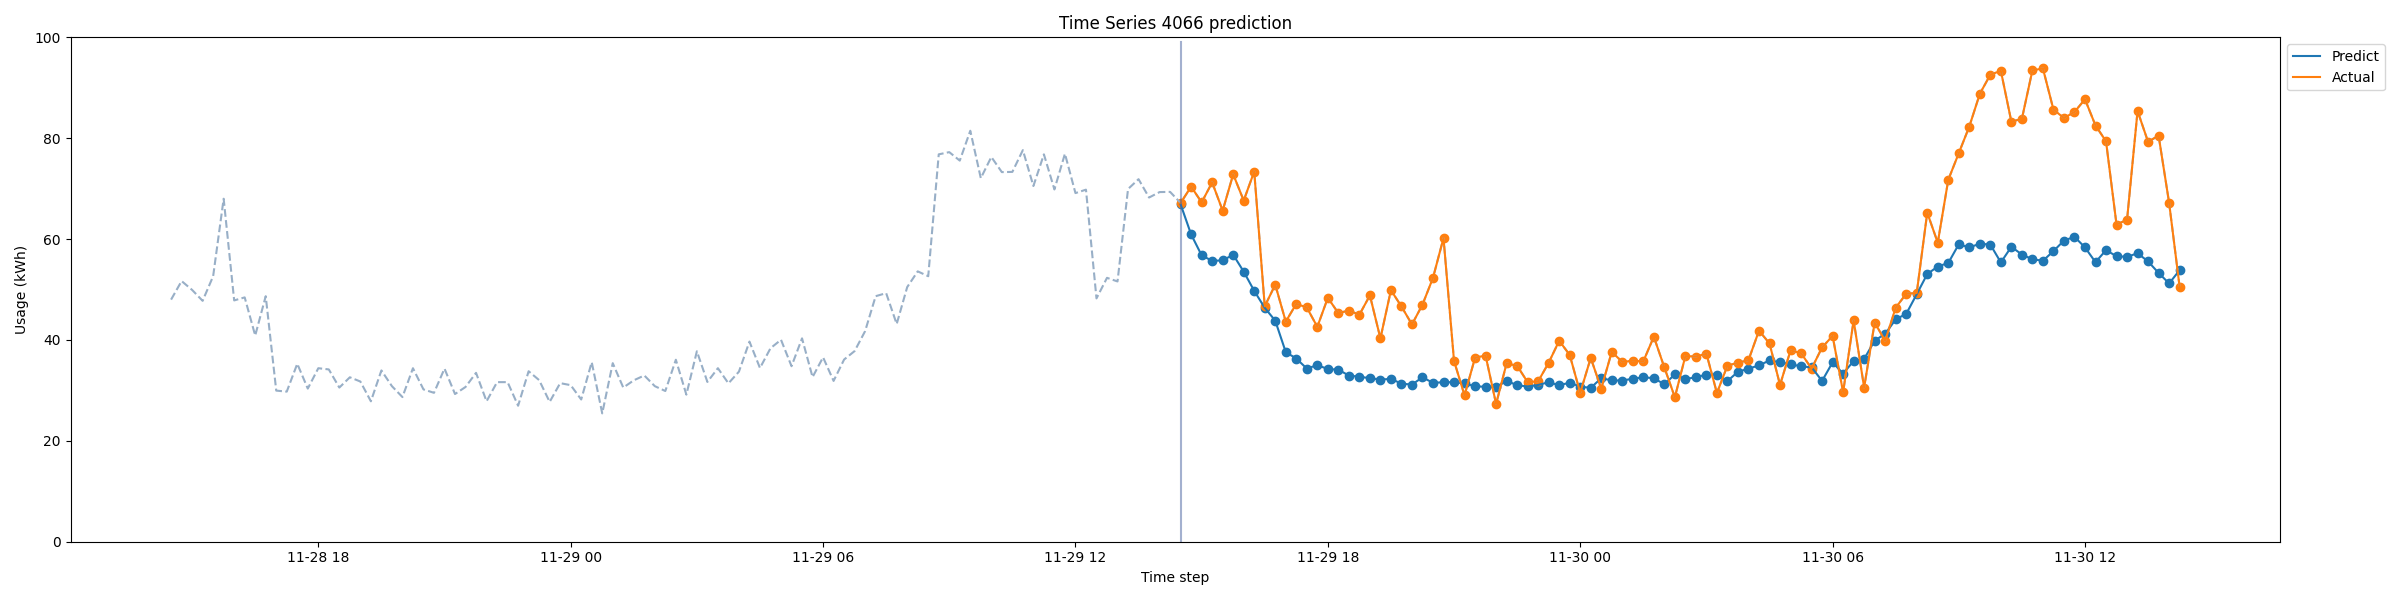 Time Series 4066 prediction
Usage (kWh)
100
80
60
40
20
0
11-28 18
11-29 00
11-29 06
11-29 12
11-29 18
11-30 00
11-30 06
11-30 12
Time step
Predict
Actual